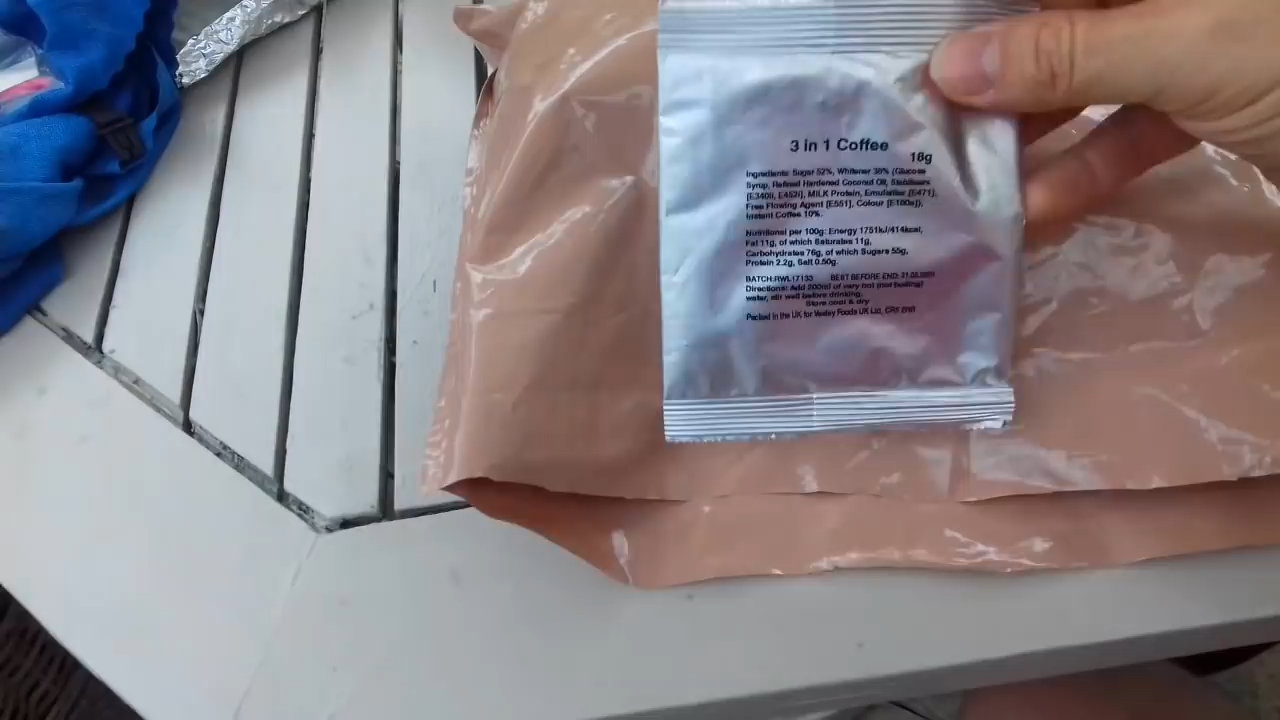 3 in 1 Coffee
18g
Ingredients: Sugar 52%, Whitener 38% (Glucose
Syrup, Refined Hardened Coconut Oil, Stabilisers
[E340ii, E452i], MILK Protein, Emulsifier [E471],
Free Flowing Agent [E551], Colour [E160a]),
Instant Coffee 10%.
Nutritional per 100g: Energy 1751kJ/414kcal,
Fat 11g, of which Saturates 11g,
Carbohydrates 76g, of which Sugars 55g,
Protein 2.2g, Salt 0.50g.
BATCH:RWL17133 BEST BEFORE END:
Directions: Add 200ml of very hot (not boiling)
water, stir well before drinking.
Store cool & dry
Packed in the UK for Vestey Foods UK Ltd,